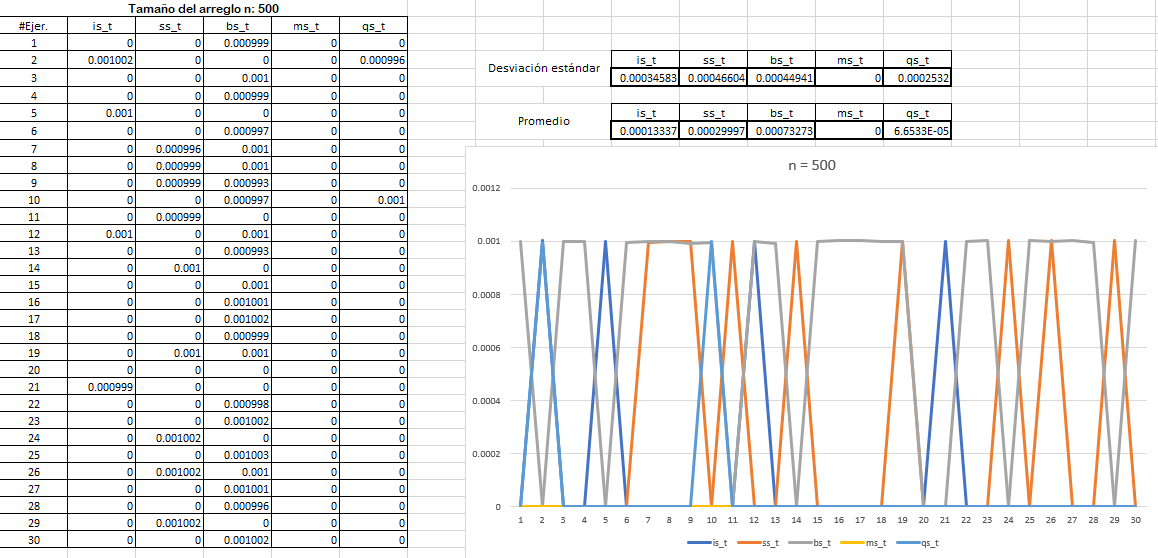 Tamaño del arreglo n: 500
#Ejer. is_t ss_t bs_t ms_t qs_t
1 0 0 0.000999 0 0
2 0.001002 0 0 0 0.000996
3 0 0 0.001 0 0
4 0 0 0.000999 0 0
5 0.001 0 0 0 0
6 0 0 0.000997 0 0
7 0 0.000996 0.001 0 0
8 0 0.000999 0.001 0 0
9 0 0.000999 0.000993 0 0
10 0 0 0.000997 0 0.001
11 0 0.000999 0 0 0
12 0.001 0 0.001 0 0
13 0 0 0.000993 0 0
14 0 0.001 0 0 0
15 0 0 0.001 0 0
16 0 0 0.001001 0 0
17 0 0 0.001002 0 0
18 0 0 0.000999 0 0
19 0 0.001 0.001 0 0
20 0 0 0 0 0
21 0.000999 0 0 0 0
22 0 0 0.000998 0 0
23 0 0 0.001002 0 0
24 0 0.001002 0 0 0
25 0 0 0.001003 0 0
26 0 0.001002 0.001 0 0
27 0 0 0.001001 0 0
28 0 0 0.000996 0 0
29 0 0.001002 0 0 0
30 0 0 0.001002 0 0
is_t ss_t bs_t ms_t qs_t
Desviación estándar 0.00034583 0.00046604 0.00044941 0 0.0002532
is_t ss_t bs_t ms_t qs_t
Promedio 0.00013337 0.00029997 0.00073273 0 6.6533E-05
n = 500
0.0012
0.001
0.0008
0.0006
0.0004
0.0002
0
1 2 3 4 5 6 7 8 9 10 11 12 13 14 15 16 17 18 19 20 21 22 23 24 25 26 27 28 29 30
is_t ss_t bs_t ms_t qs_t